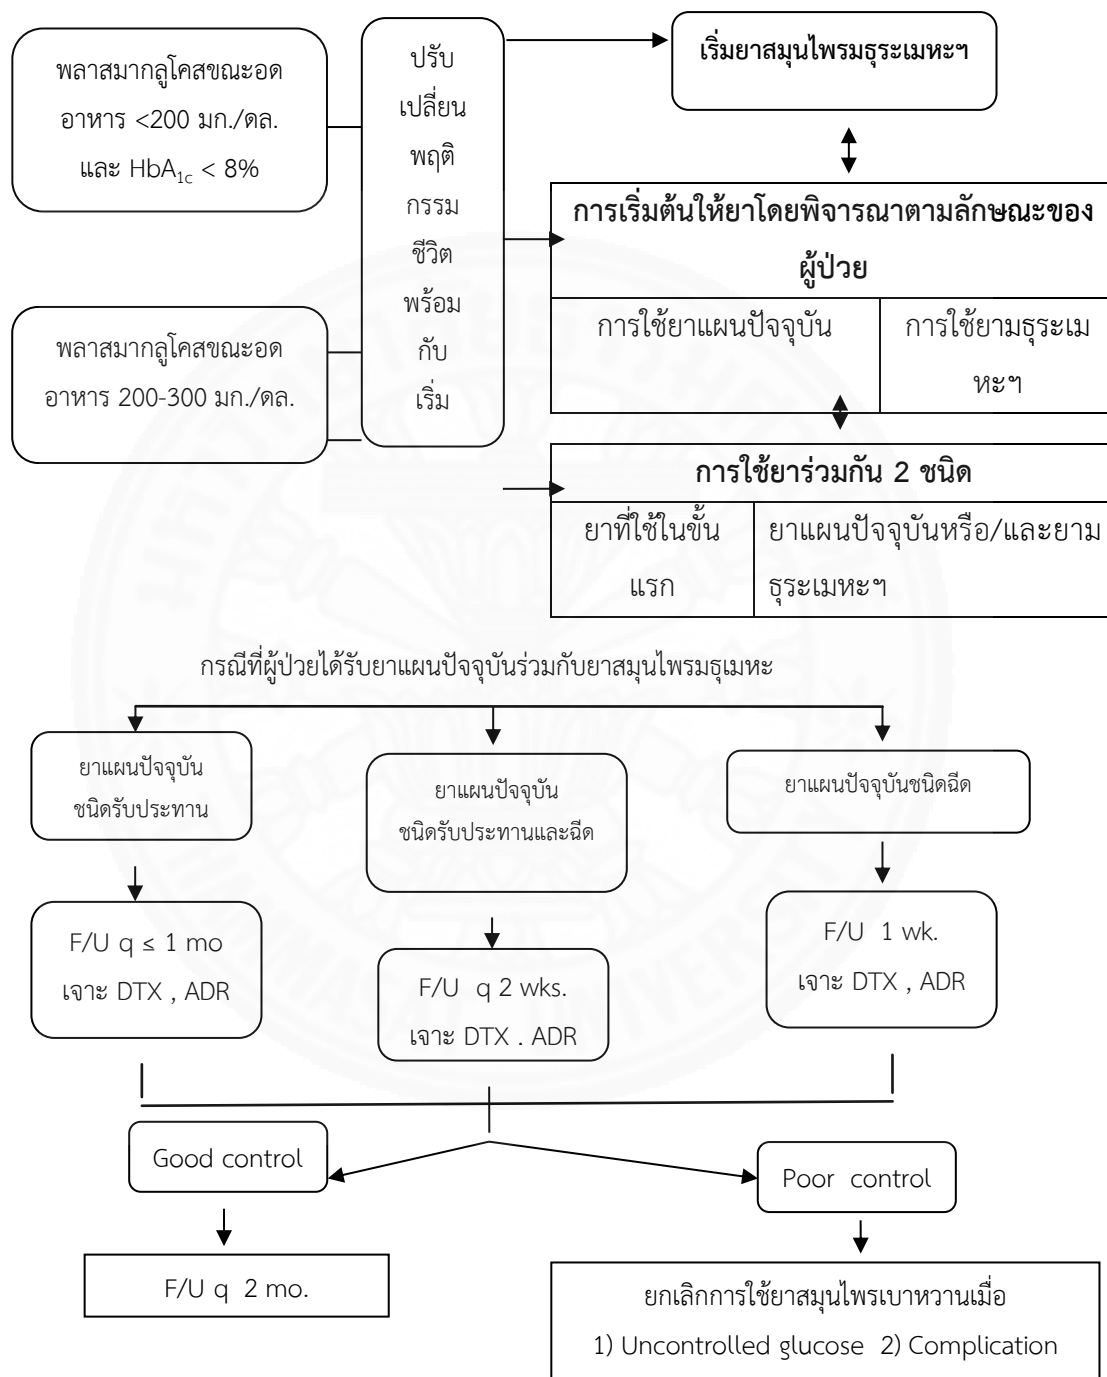 พลาสมากลูโคสขณะอด
อาหาร <200 มก./ดล.
และ HbA1c < 8%
พลาสมากลูโคสขณะอด
อาหาร 200-300 มก./ดล.
ปรับ
เปลี่ยน
พฤติ
กรรม
ชีวิต
พร้อม
กับ
เริ่ม
เริ่มยาสมุนไพรมธุระเมหะฯ
การเริ่มต้นให้ยาโดยพิจารณาตามลักษณะของ
ผู้ป่วย
การใช้ยาแผนปัจจุบัน
การใช้ยามธุระเม
หะฯ
การใช้ยาร่วมกัน 2 ชนิด
ยาที่ใช้ในขั้น
แรก
ยาแผนปัจจุบันหรือ/และยาม
ธุระเมหะฯ
กรณีที่ผู้ป่วยได้รับยาแผนปัจจุบันร่วมกับยาสมุนไพรมธุเมหะ
ยาแผนปัจจุบัน
ชนิดรับประทาน
ยาแผนปัจจุบัน
ชนิดรับประทานและฉีด
ยาแผนปัจจุบันชนิดฉีด
F/U q ≤ 1 mo
เจาะ DTX , ADR
F/U q 2 wks.
เจาะ DTX . ADR
F/U 1 wk.
เจาะ DTX , ADR
Good control
Poor control
F/U q 2 mo.
ยกเลิกการใช้ยาสมุนไพรเบาหวานเมื่อ
1) Uncontrolled glucose 2) Complication